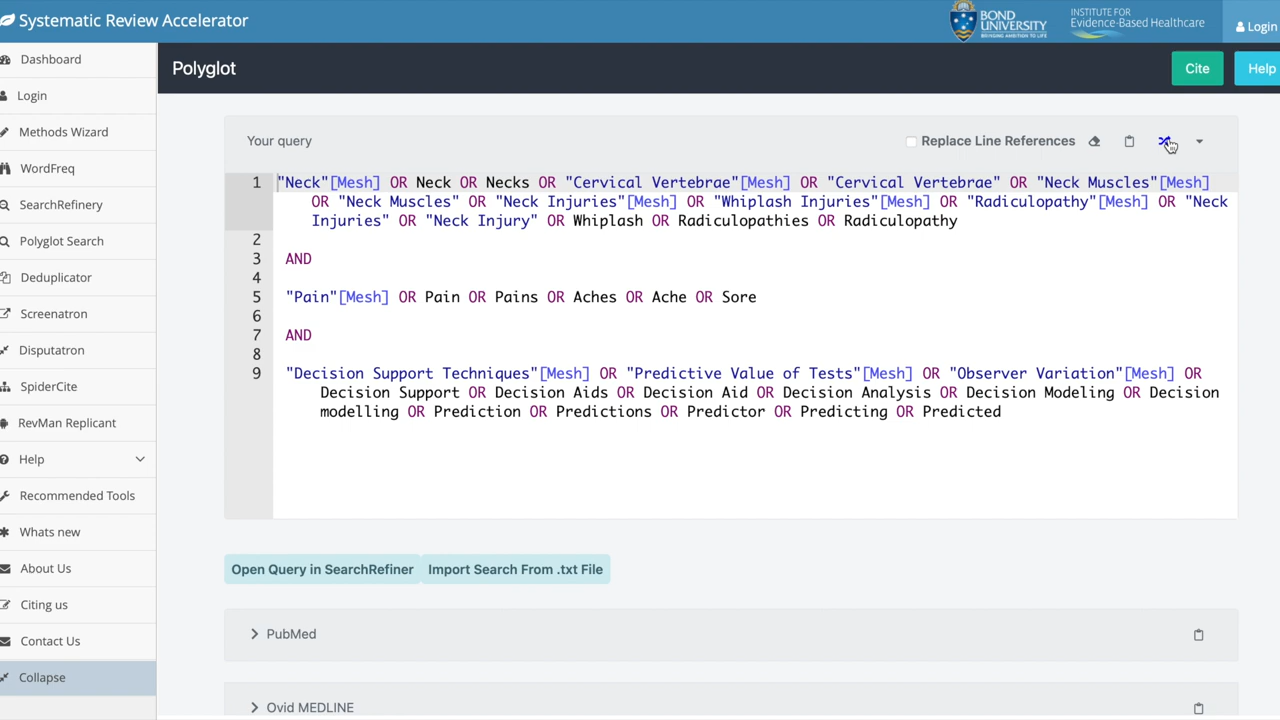 Systematic Review Accelerator
BOND UNIVERSITY
BRINGING AMBITION TO LIFE
INSTITUTE FOR
Evidence-Based Healthcare
Login
Dashboard
Login
Methods Wizard
WordFreq
SearchRefinery
Polyglot Search
Deduplicator
Screenatron
Disputatron
SpiderCite
RevMan Replicant
Help
Recommended Tools
Whats new
About Us
Citing us
Contact Us
Collapse
Polyglot
Cite
Help
Your query
Replace Line References
1 "Neck"[Mesh] OR Neck OR Necks OR "Cervical Vertebrae"[Mesh] OR "Cervical Vertebrae" OR "Neck Muscles"[Mesh]
OR "Neck Muscles" OR "Neck Injuries"[Mesh] OR "Whiplash Injuries"[Mesh] OR "Radiculopathy"[Mesh] OR "Neck
Injuries" OR "Neck Injury" OR Whiplash OR Radiculopathies OR Radiculopathy
2
3 AND
4
5 "Pain"[Mesh] OR Pain OR Pains OR Aches OR Ache OR Sore
6
7 AND
8
9 "Decision Support Techniques"[Mesh] OR "Predictive Value of Tests"[Mesh] OR "Observer Variation"[Mesh] OR
Decision Support OR Decision Aids OR Decision Aid OR Decision Analysis OR Decision Modeling OR Decision
modelling OR Prediction OR Predictions OR Predictor OR Predicting OR Predicted
Open Query in SearchRefiner
Import Search From .txt File
PubMed
Ovid MEDLINE